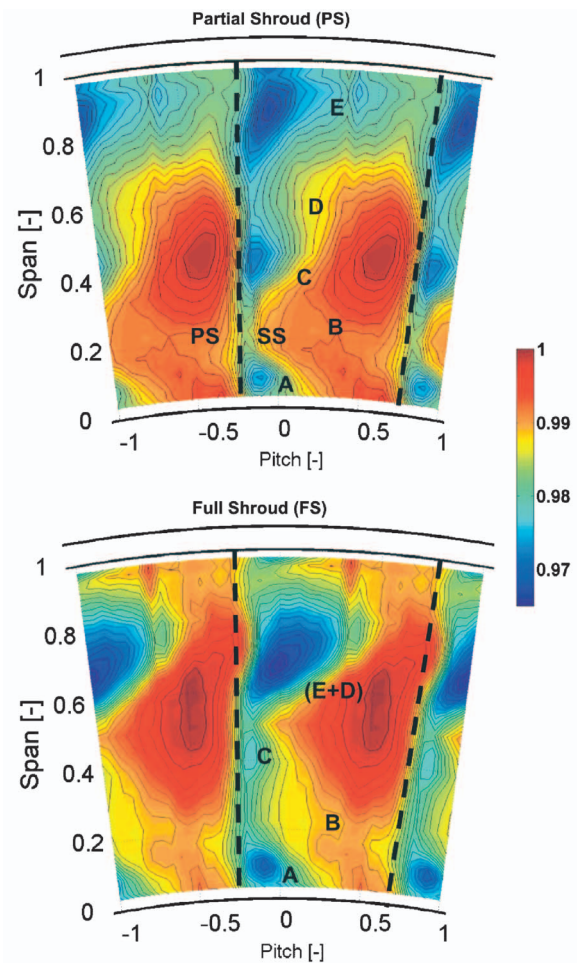 Partial Shroud (PS)
1
0.8
0.6
0.4
0.2
0
Span [-]
E
D
C
B
PS
SS
A
-1
-0.5
0
0.5
1
Pitch [-]
1
0.99
0.98
0.97
Full Shroud (FS)
1
0.8
0.6
0.4
0.2
0
Span [-]
(E+D)
C
B
A
-1
-0.5
0
0.5
1
Pitch [-]